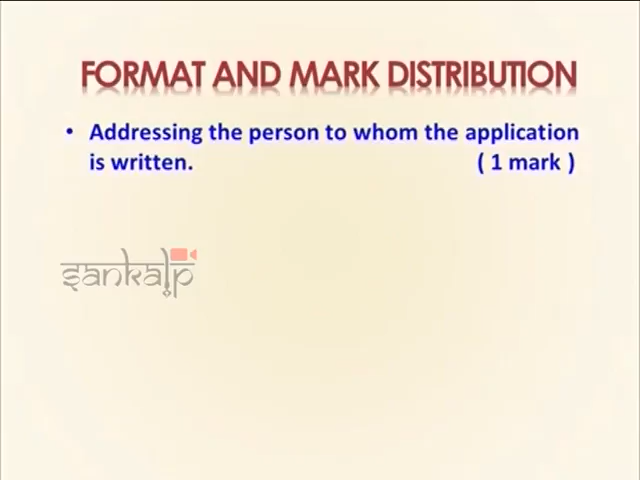 FORMAT AND MARK DISTRIBUTION
• Addressing the person to whom the application
is written. ( 1 mark )
sankalp